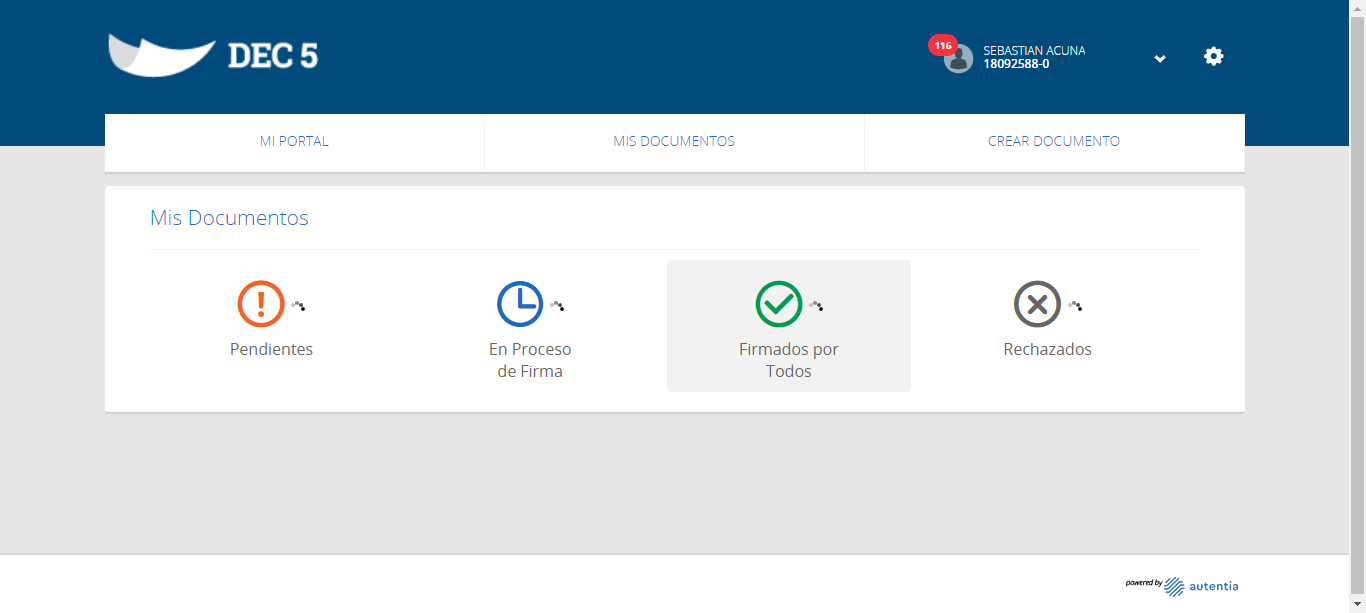 DEC 5
116
SEBASTIAN ACUNA
18092588-0
MI PORTAL
MIS DOCUMENTOS
CREAR DOCUMENTO
Mis Documentos
Pendientes
En Proceso
de Firma
Firmados por
Todos
Rechazados
powered by autentia